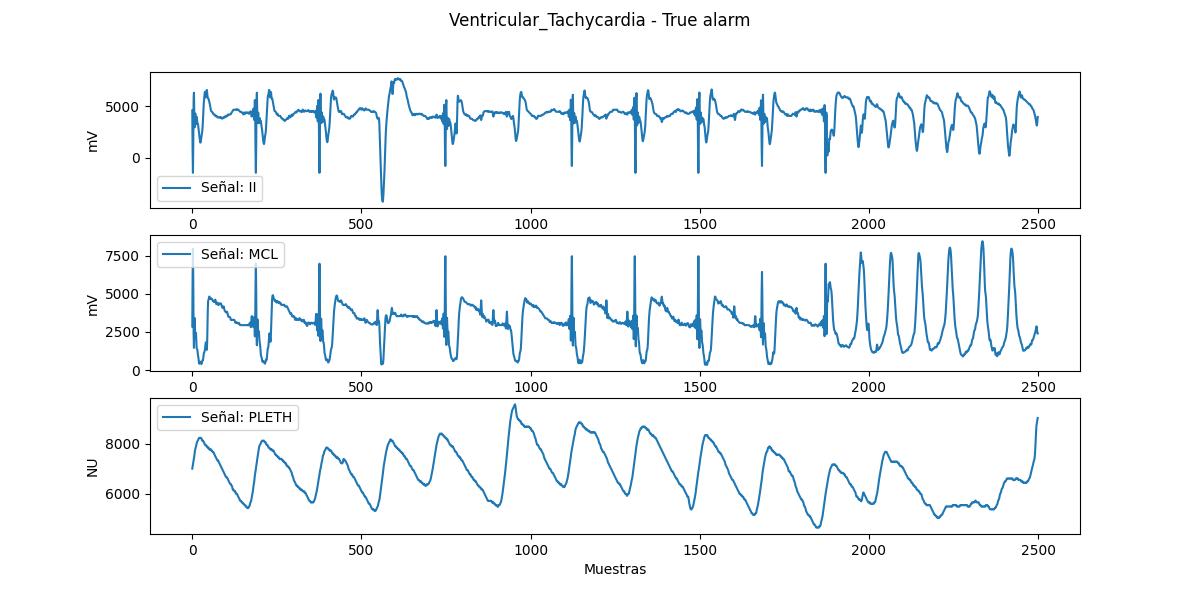 Ventricular_Tachycardia - True alarm
5000
0
mV
Señal: II
0 500 1000 1500 2000 2500
7500
5000
2500
0
mV
Señal: MCL
0 500 1000 1500 2000 2500
8000
6000
NU
Señal: PLETH
0 500 1000 1500 2000 2500
Muestras